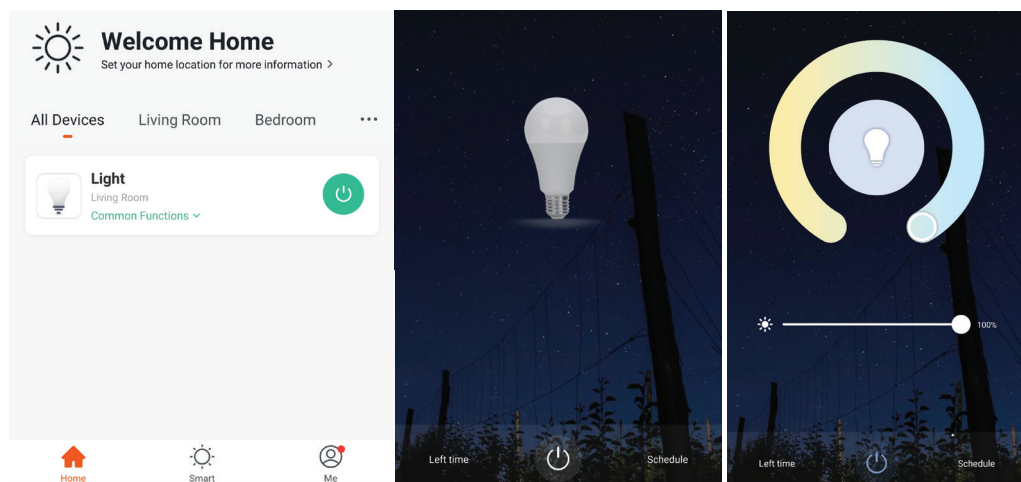 Welcome Home
Set your home location for more information >
All Devices Living Room Bedroom
Light
Living Room
Common Functions
Home Smart Me
Left time Schedule
100%
Left time Schedule